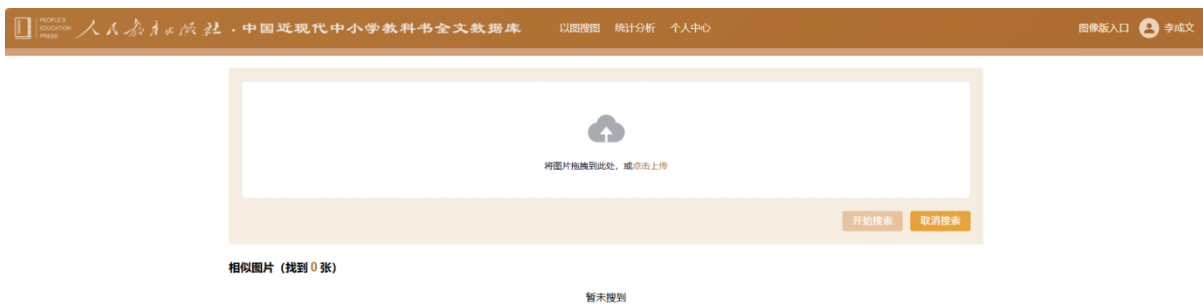 PEOPLE'S
EDUCATION
PRESS
人民教育出版社·中国近现代中小学教科书全文数据库 以图搜图 统计分析 个人中心 图像版入口 李成文
将图片拖拽到此处，或点击上传
开始搜索 取消搜索
相似图片（找到 0 张）
暂未搜到